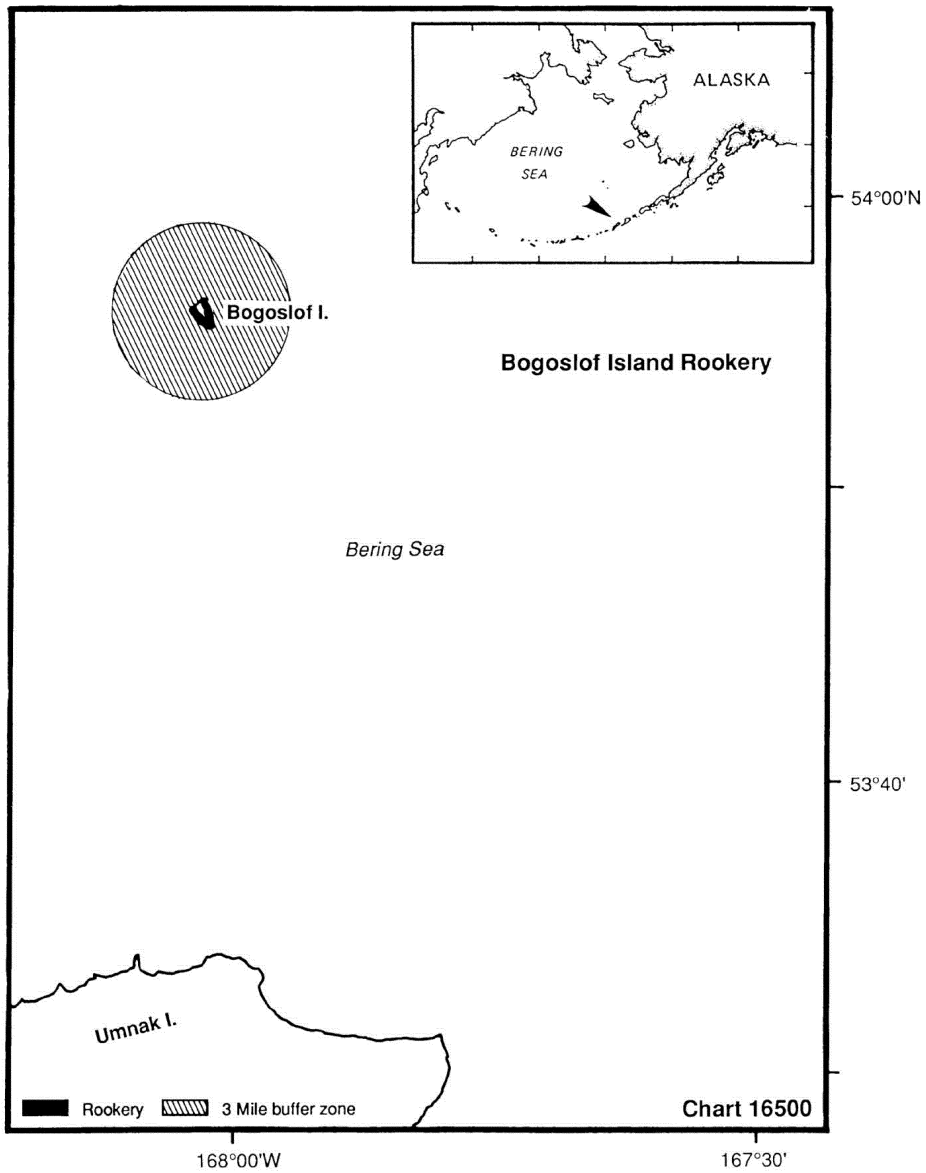 ALASKA
BERING
SEA
54°00'N
Bogoslof I.
Bogoslof Island Rookery
Bering Sea
53°40'
Umnak I.
Rookery
3 Mile buffer zone
Chart 16500
168°00'W
167°30'